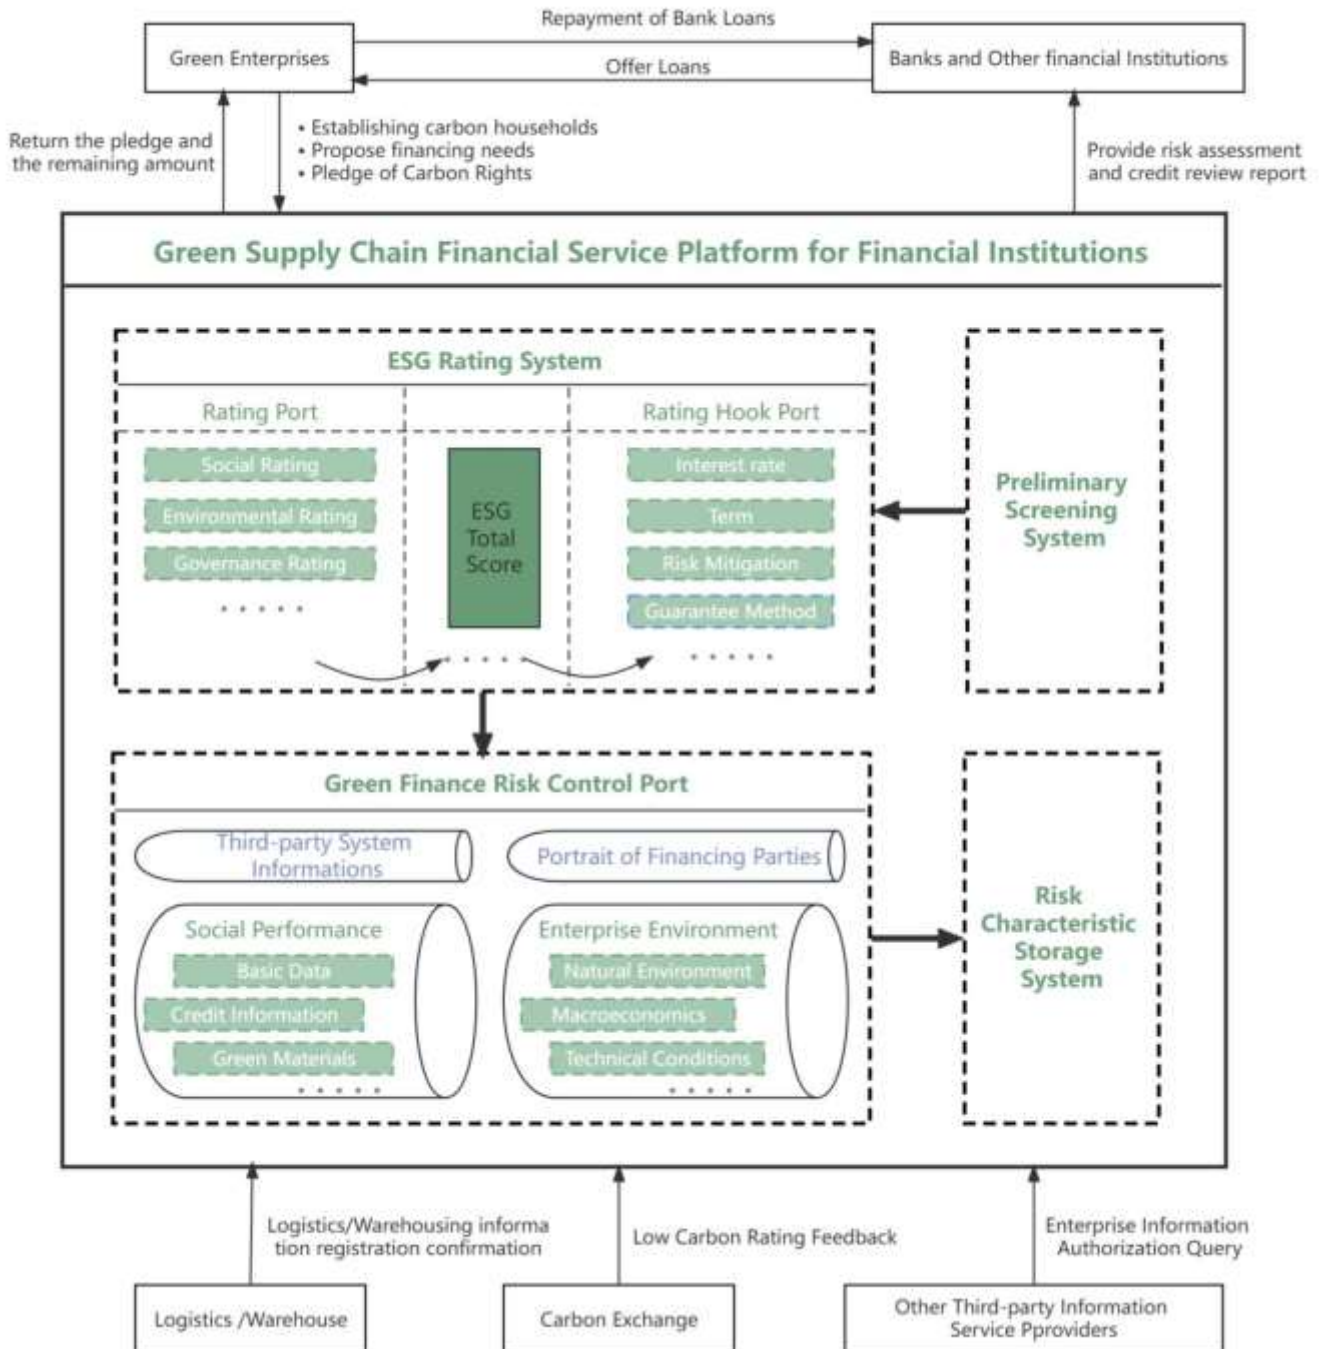 Repayment of Bank Loans
Green Enterprises
Banks and Other financial Institutions
Offer Loans
Return the pledge and
the remaining amount
• Establishing carbon households
• Propose financing needs
• Pledge of Carbon Rights
Provide risk assessment
and credit review report
Green Supply Chain Financial Service Platform for Financial Institutions
ESG Rating System
Rating Port
Rating Hook Port
Social Rating
Environmental Rating
Governance Rating
ESG
Total
Score
Interest rate
Term
Risk Mitigation
Guarantee Method
Preliminary
Screening
System
Green Finance Risk Control Port
Third-party System
Informations
Portrait of Financing Parties
Social Performance
Basic Data
Credit Information
Green Materials
Enterprise Environment
Natural Environment
Macroeconomics
Technical Conditions
Risk
Characteristic
Storage
System
Logistics/Warehousing informa
tion registration confirmation
Low Carbon Rating Feedback
Enterprise Information
Authorization Query
Logistics /Warehouse
Carbon Exchange
Other Third-party Information
Service Pproviders